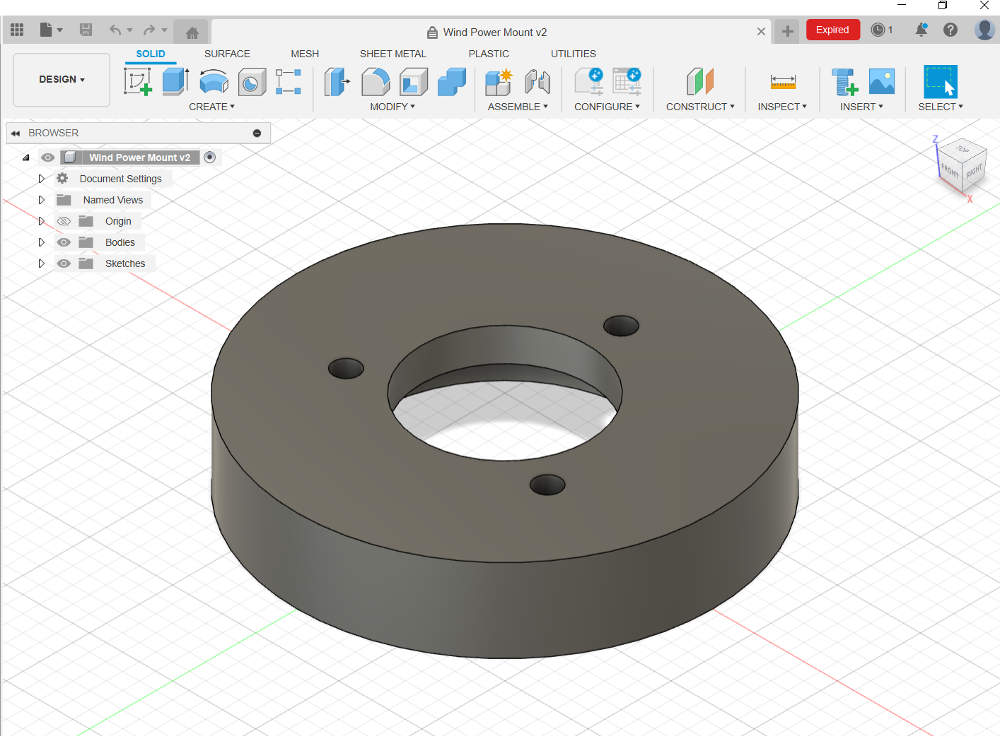 Wind Power Mount v2
Expired
1
SOLID SURFACE MESH SHEET METAL PLASTIC UTILITIES
DESIGN
CREATE MODIFY ASSEMBLE CONFIGURE CONSTRUCT INSPECT INSERT SELECT
BROWSER
Wind Power Mount v2
Document Settings
Named Views
Origin
Bodies
Sketches
Z
TOP
FRONT RIGHT
X